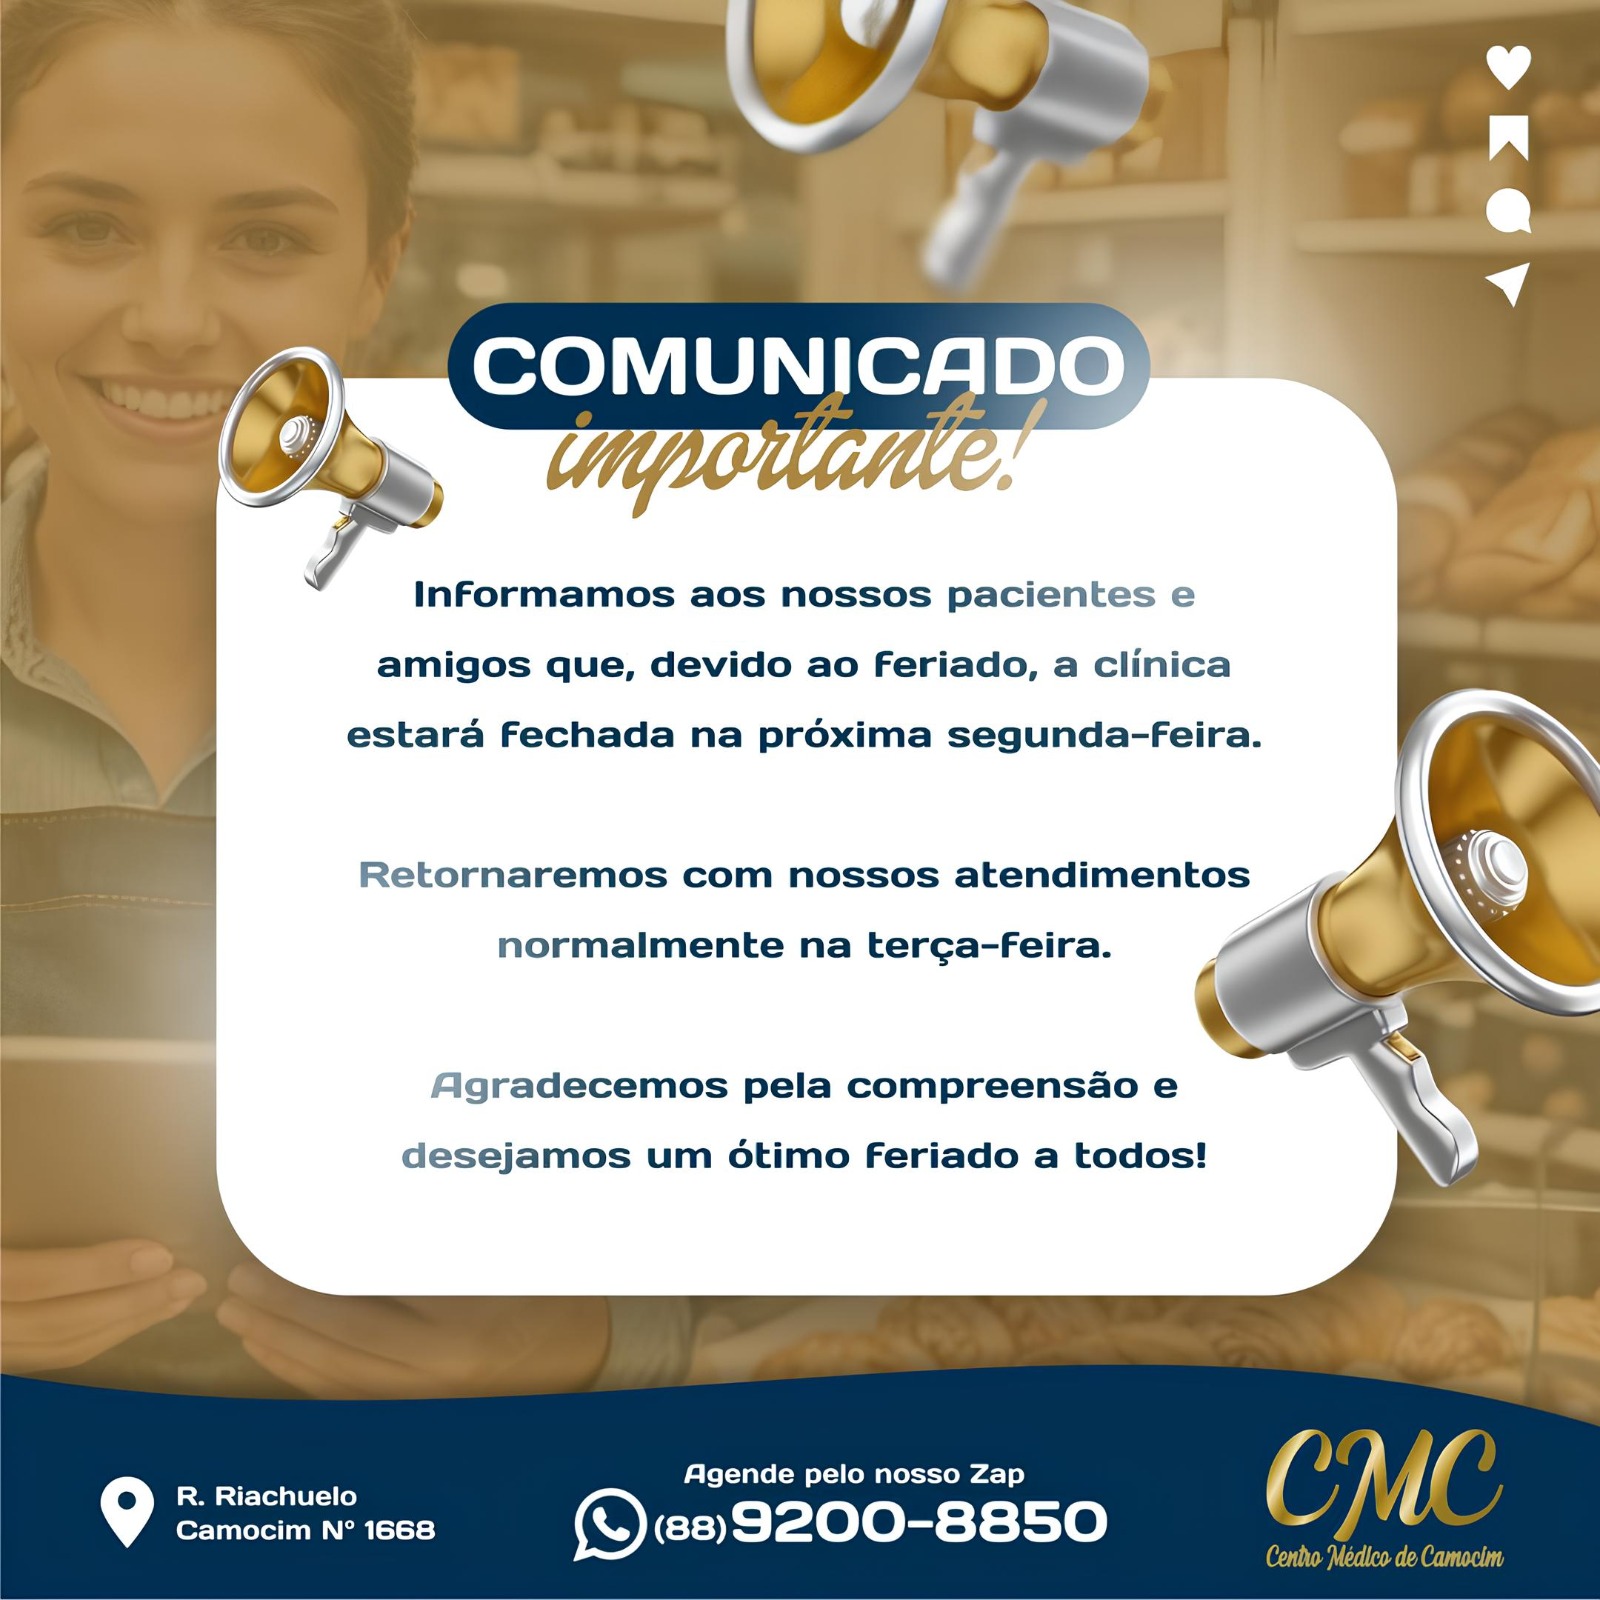 COMUNICADO
importante!
Informamos aos nossos pacientes e
amigos que, devido ao feriado, a clínica
estará fechada na próxima segunda-feira.
Retornaremos com nossos atendimentos
normalmente na terça-feira.
Agradecemos pela compreensão e
desejamos um ótimo feriado a todos!
R. Riachuelo
Camocim Nº 1668
Agende pelo nosso Zap
(88) 9200-8850
CMC
Centro Médico de Camocim